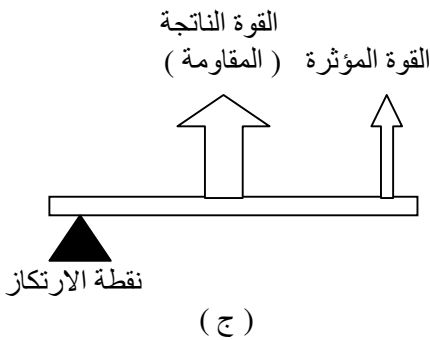 القوة الناتجة
( المقاومة )
القوة المؤثرة
نقطة الارتكاز
( ج )